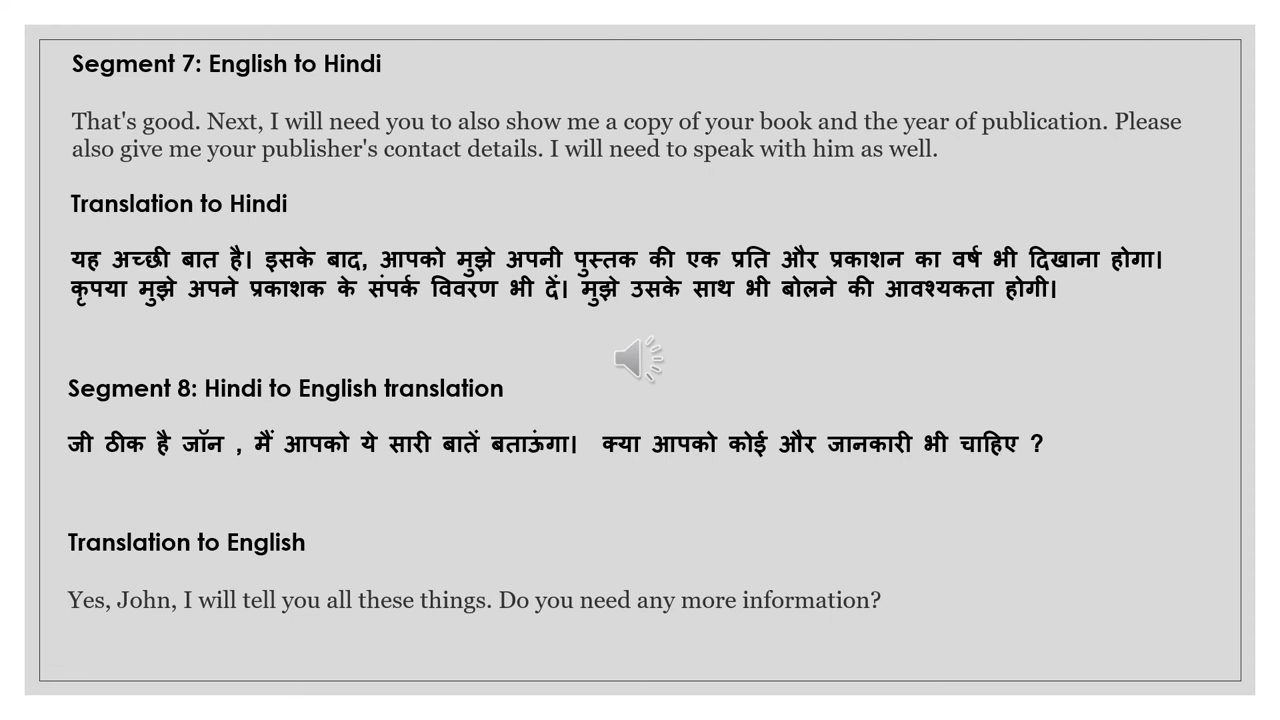 Segment 7: English to Hindi
That's good. Next, I will need you to also show me a copy of your book and the year of publication. Please
also give me your publisher's contact details. I will need to speak with him as well.
Translation to Hindi
यह अच्छी बात है। इसके बाद, आपको मुझे अपनी पुस्तक की एक प्रति और प्रकाशन का वर्ष भी दिखाना होगा।
कृपया मुझे अपने प्रकाशक के संपर्क विवरण भी दें। मुझे उसके साथ भी बोलने की आवश्यकता होगी।
Segment 8: Hindi to English translation
जी ठीक है जॉन , मैं आपको ये सारी बातें बताऊंगा। क्या आपको कोई और जानकारी भी चाहिए ?
Translation to English
Yes, John, I will tell you all these things. Do you need any more information?